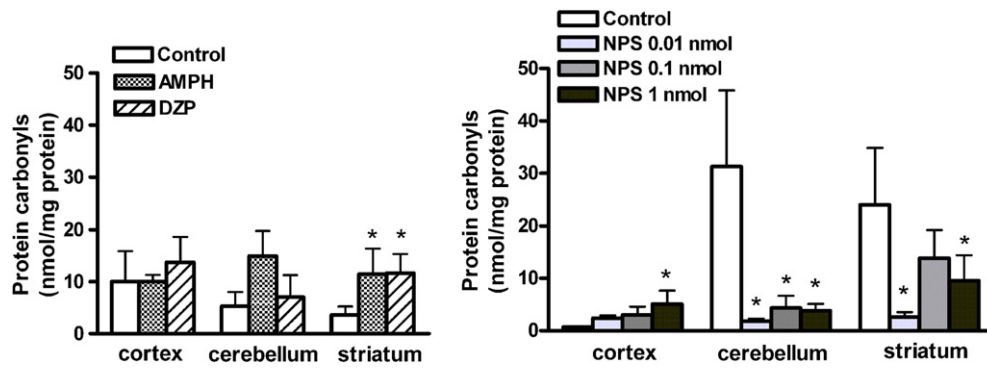 Control
AMPH
DZP
Protein carbonyls
(nmol/mg protein)
50
40
30
20
10
0
* *
cortex cerebellum striatum
Control
NPS 0.01 nmol
NPS 0.1 nmol
NPS 1 nmol
Protein carbonyls
(nmol/mg protein)
50
40
30
20
10
0
* * * * * *
cortex cerebellum striatum